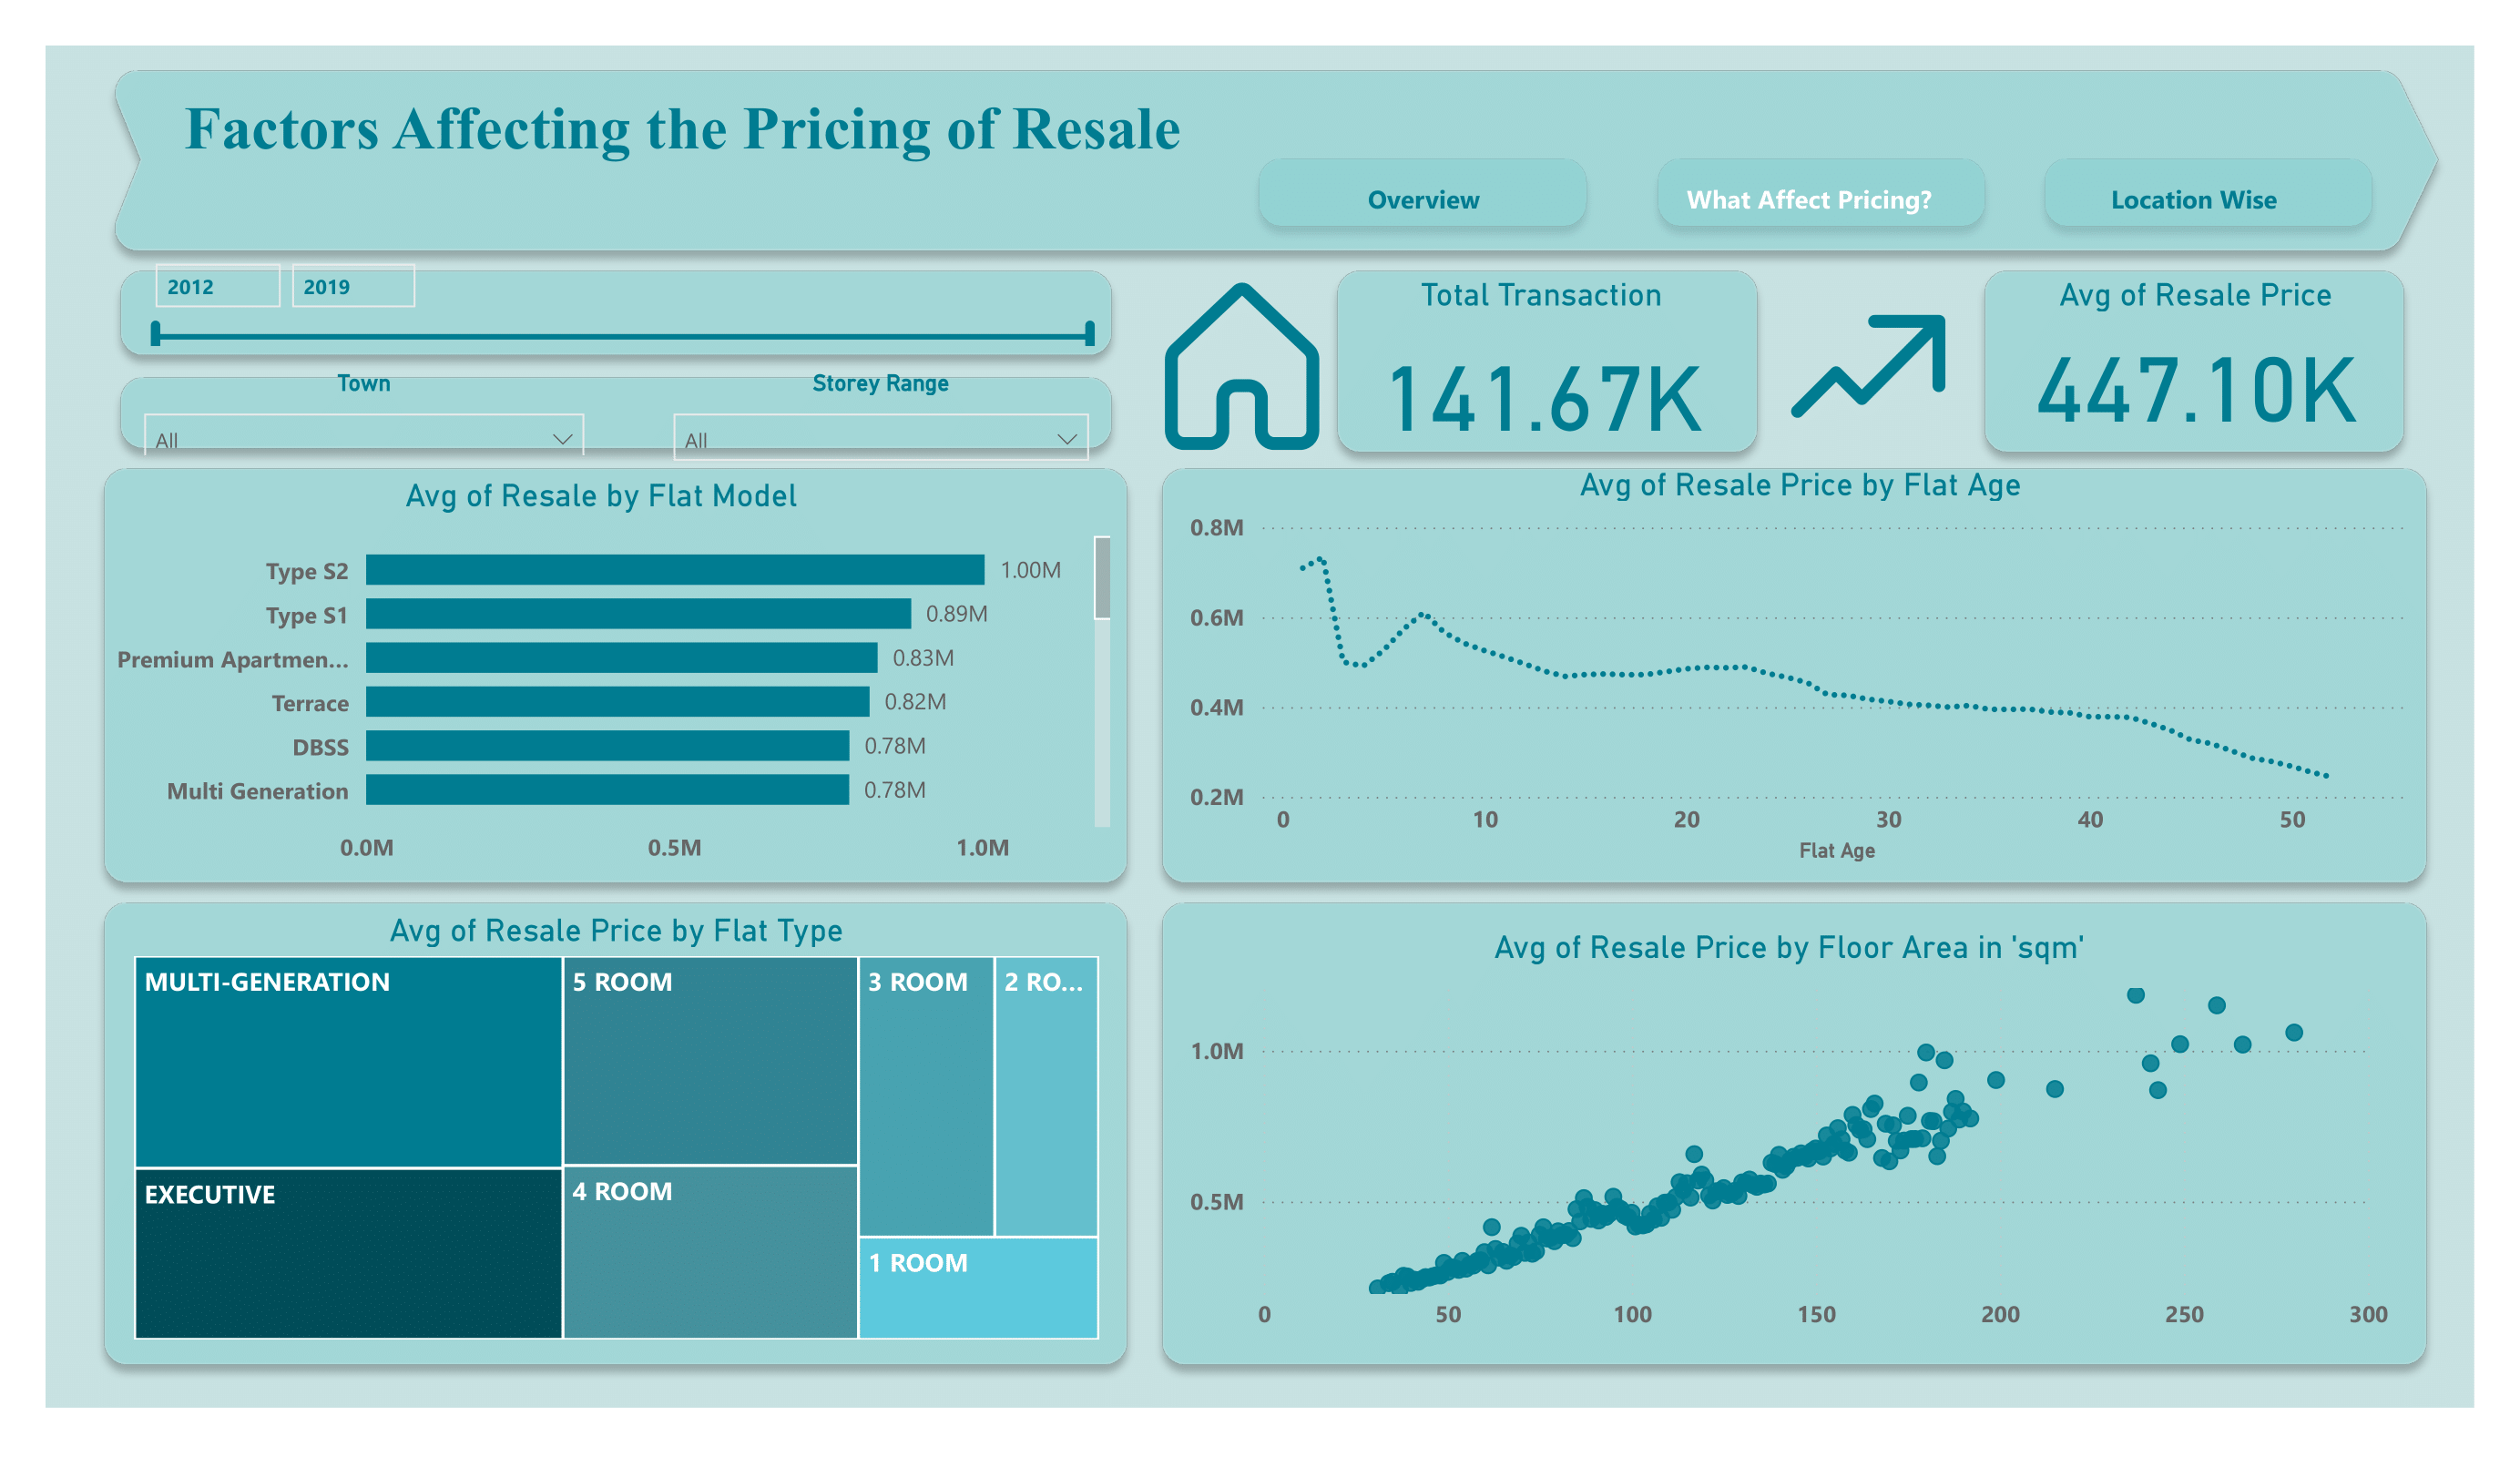 Factors Affecting the Pricing of Resale
Overview
What Affect Pricing?
Location Wise
2012
2019
Town
Storey Range
All
All
Total Transaction
141.67K
Avg of Resale Price
447.10K
Avg of Resale by Flat Model
Type S2
1.00M
Type S1
0.89M
Premium Apartmen...
0.83M
Terrace
0.82M
DBSS
0.78M
Multi Generation
0.78M
0.0M
0.5M
1.0M
Avg of Resale Price by Flat Age
0.8M
0.6M
0.4M
0.2M
0
10
20
30
40
50
Flat Age
Avg of Resale Price by Flat Type
MULTI-GENERATION
EXECUTIVE
5 ROOM
4 ROOM
3 ROOM
2 RO...
1 ROOM
Avg of Resale Price by Floor Area in 'sqm'
1.0M
0.5M
0
50
100
150
200
250
300